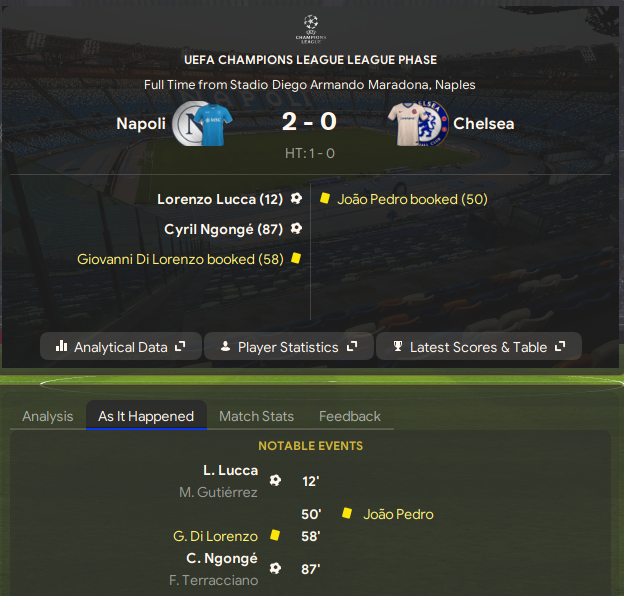 CHAMPIONS
LEAGUE
UEFA CHAMPIONS LEAGUE LEAGUE PHASE
Full Time from Stadio Diego Armando Maradona, Naples
Napoli 2 - 0 Chelsea
HT: 1 - 0
Lorenzo Lucca (12) João Pedro booked (50)
Cyril Ngongé (87)
Giovanni Di Lorenzo booked (58)
Analytical Data Player Statistics Latest Scores & Table
Analysis As It Happened Match Stats Feedback
NOTABLE EVENTS
L. Lucca 12'
M. Gutiérrez
50' João Pedro
G. Di Lorenzo 58'
C. Ngongé 87'
F. Terracciano